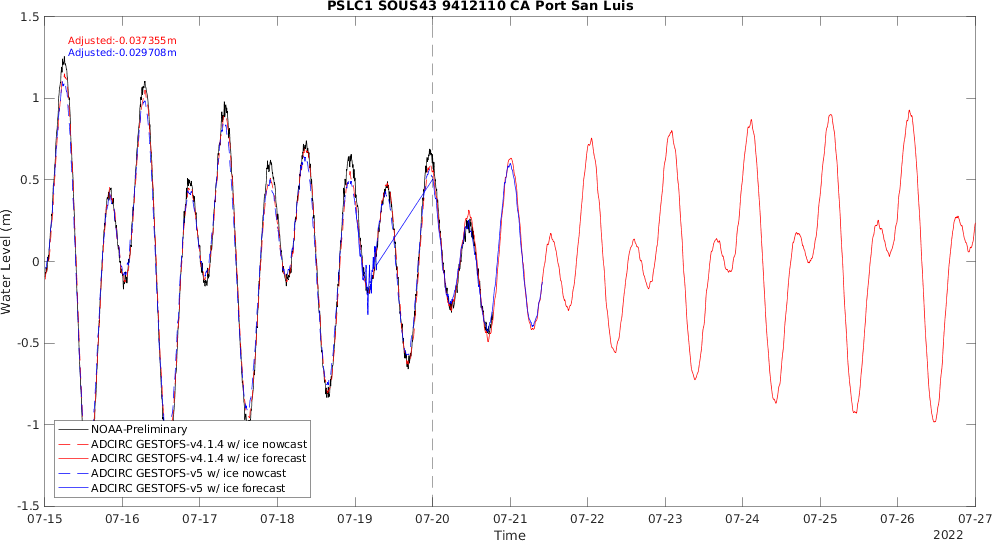 PSLC1 SOUS43 9412110 CA Port San Luis
Adjusted:-0.037355m
Adjusted:-0.029708m
1.5
1
0.5
0
-0.5
-1
-1.5
Water Level (m)
NOAA-Preliminary
ADCIRC GESTOFS-v4.1.4 w/ ice nowcast
ADCIRC GESTOFS-v4.1.4 w/ ice forecast
ADCIRC GESTOFS-v5 w/ ice nowcast
ADCIRC GESTOFS-v5 w/ ice forecast
07-15 07-16 07-17 07-18 07-19 07-20 07-21 07-22 07-23 07-24 07-25 07-26 07-27
Time
2022